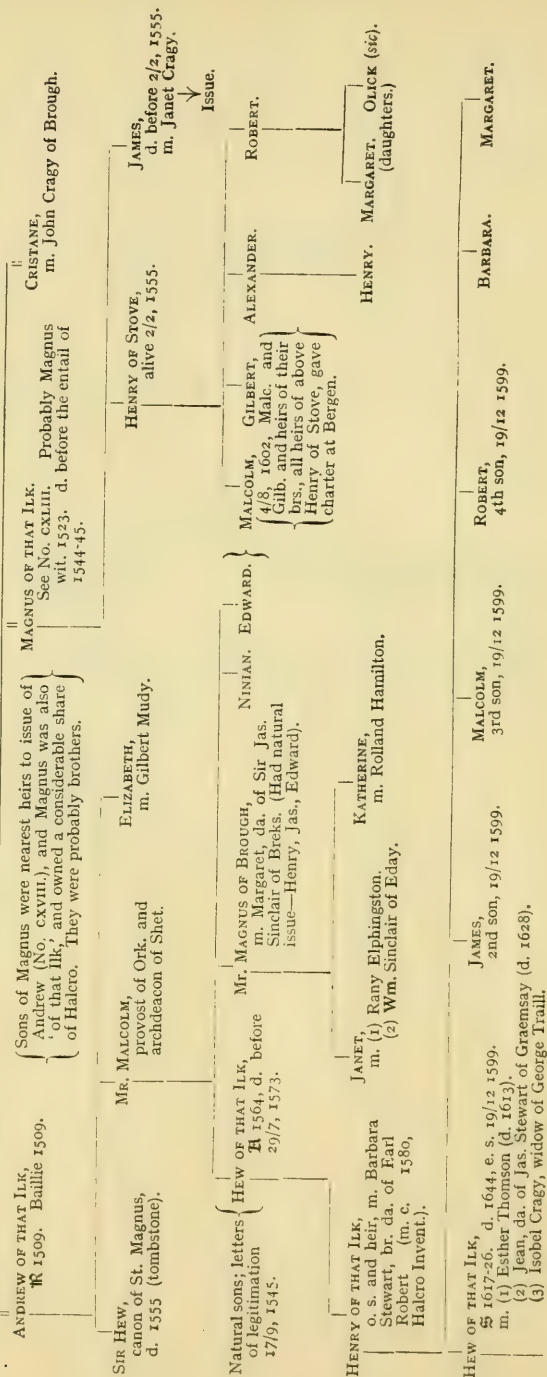 ANDREW OF THAT ILK,
ℜ 1509. Baillie 1509.
Sons of Magnus were nearest heirs to issue of
Andrew (No. CXVIII.), and Magnus was also
' of that Ilk,' and owned a considerable share
of Halcro. They were probably brothers.
MAGNUS OF THAT ILK.
See No. CXLIII. Probably Magnus
wit. 1523. d. before the entail of
1544-45.
CRISTANE,
m. John Cragy of Brough.
SIR HEW,
canon of St. Magnus,
d. 1555 (tombstone).
MR. MALCOLM,
provost of Ork. and
archdeacon of Shet.
ELIZABETH,
m. Gilbert Mudy.
HENRY OF STOVE,
alive 2/2, 1555.
JAMES,
d. before 2/2, 1555.
m. Janet Cragy.
Issue.
Natural sons; letters
of legitimation
17/9, 1545.
HEW OF THAT ILK,
ℜ 1564, d. before
29/7, 1573.
Mr. MAGNUS OF BROUGH,
m. Margaret, da. of Sir Jas.
Sinclair of Breks. (Had natural
issue—Henry, Jas., Edward).
NINIAN.
EDWARD.
MALCOLM, GILBERT,
4/8, 1602, Malc. and
Gilb. and heirs of their
brs., all heirs of above
Henry of Stove, gave
charter at Bergen.
ALEXANDER.
ROBERT.
HENRY OF THAT ILK,
o. s. and heir, m. Barbara
Stewart, br. da. of Earl
Robert (m. c. 1580,
Halcro Invent.).
JANET,
m. (1) Rany Elphingston.
(2) Wm. Sinclair of Eday.
KATHERINE,
m. Rolland Hamilton.
HENRY.
MARGARET. OLICK (sic).
(daughters.)
HEW OF THAT ILK,
𝔖 1617-26. d. 1644, e. s. 19/12 1599.
m. (1) Esther Thomson (d. 1613).
(2) Jean, da. of Jas. Stewart of Graemsay (d. 1628).
(3) Isobel Cragy, widow of George Traill.
JAMES,
2nd son, 19/12 1599.
MALCOLM,
3rd son, 19/12 1599.
ROBERT,
4th son, 19/12 1599.
BARBARA.
MARGARET.